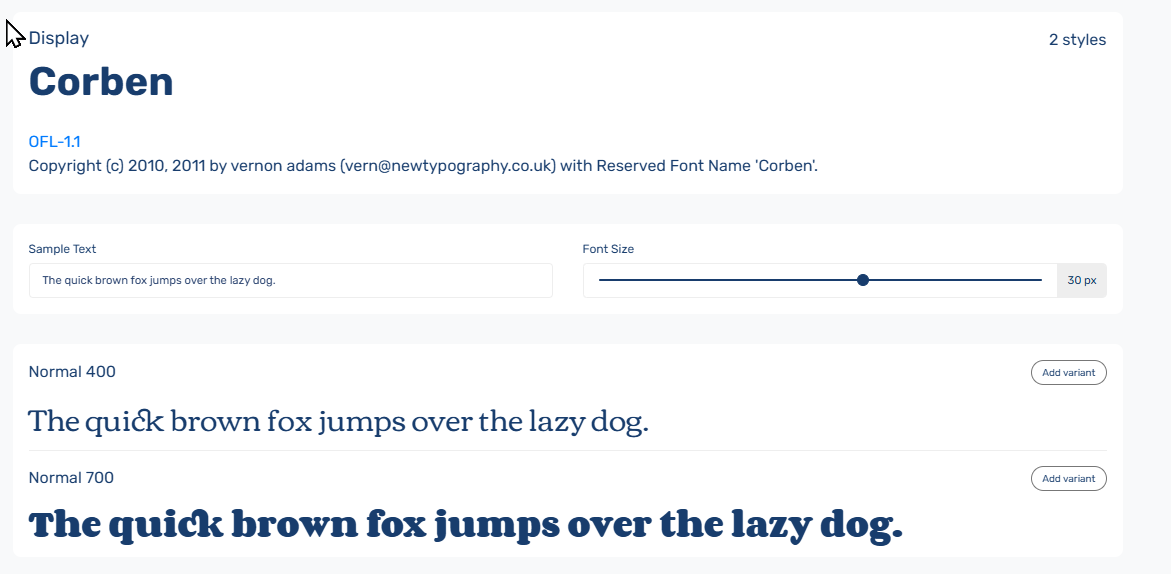 Display
2 styles
Corben
OFL-1.1
Copyright (c) 2010, 2011 by vernon adams (vern@newtypography.co.uk) with Reserved Font Name 'Corben'.
Sample Text
Font Size
The quick brown fox jumps over the lazy dog.
30 px
Normal 400
Add variant
The quick brown fox jumps over the lazy dog.
Normal 700
Add variant
The quick brown fox jumps over the lazy dog.